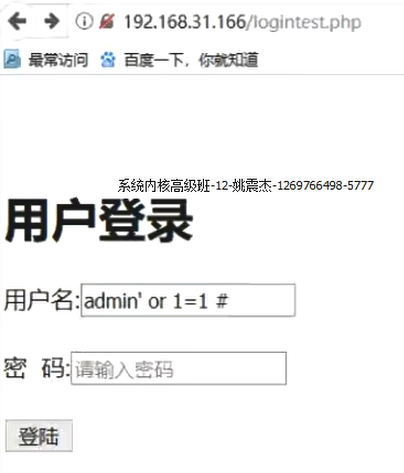 192.168.31.166/logintest.php
最常访问 百度一下，你就知道
系统内核高级班-12-姚震杰-1269766498-5777
用户登录
用户名:admin' or 1=1 #
密 码:请输入密码
登陆